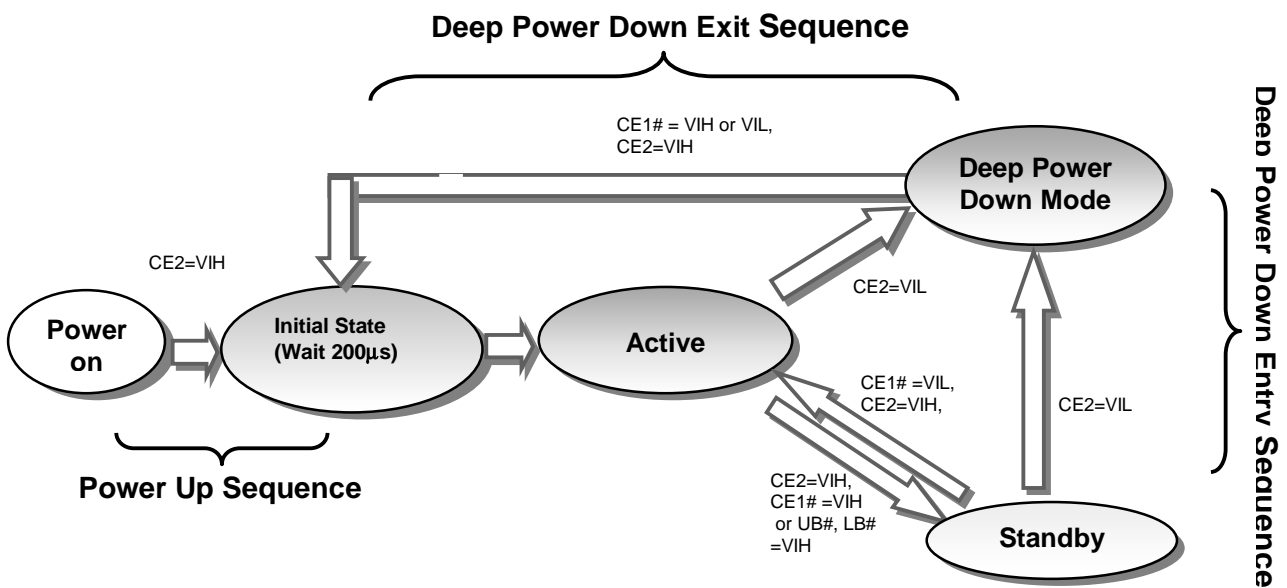 Deep Power Down Exit Sequence
CE1# = VIH or VIL,
CE2=VIH
Deep Power
Down Mode
Deep Power Down Entry Sequence
CE2=VIH
CE2=VIL
Power
on
Initial State
(Wait 200µs)
Active
CE1# =VIL,
CE2=VIH,
CE2=VIL
Power Up Sequence
CE2=VIH,
CE1# =VIH
or UB#, LB#
=VIH
Standby